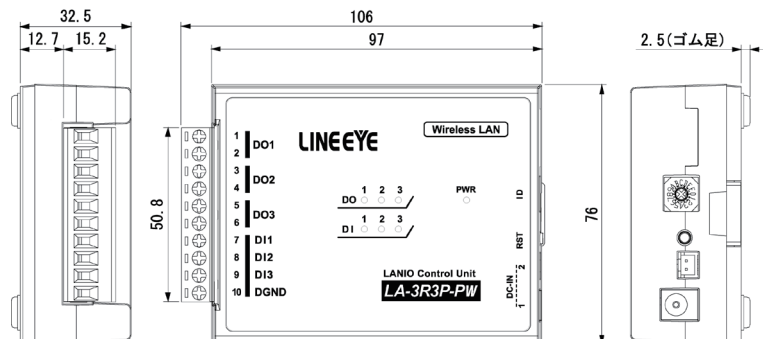 32.5
12.7
15.2
106
97
2.5(ゴム足)
50.8
76
1
2
DO1
3
4
DO2
5
6
DO3
7 DI1
8 DI2
9 DI3
10 DGND
LINEEYE
Wireless LAN
1 2 3
DO
1 2 3
DI
PWR
ID
RST
DC-IN
2
1
LANIO Control Unit
LA-3R3P-PW